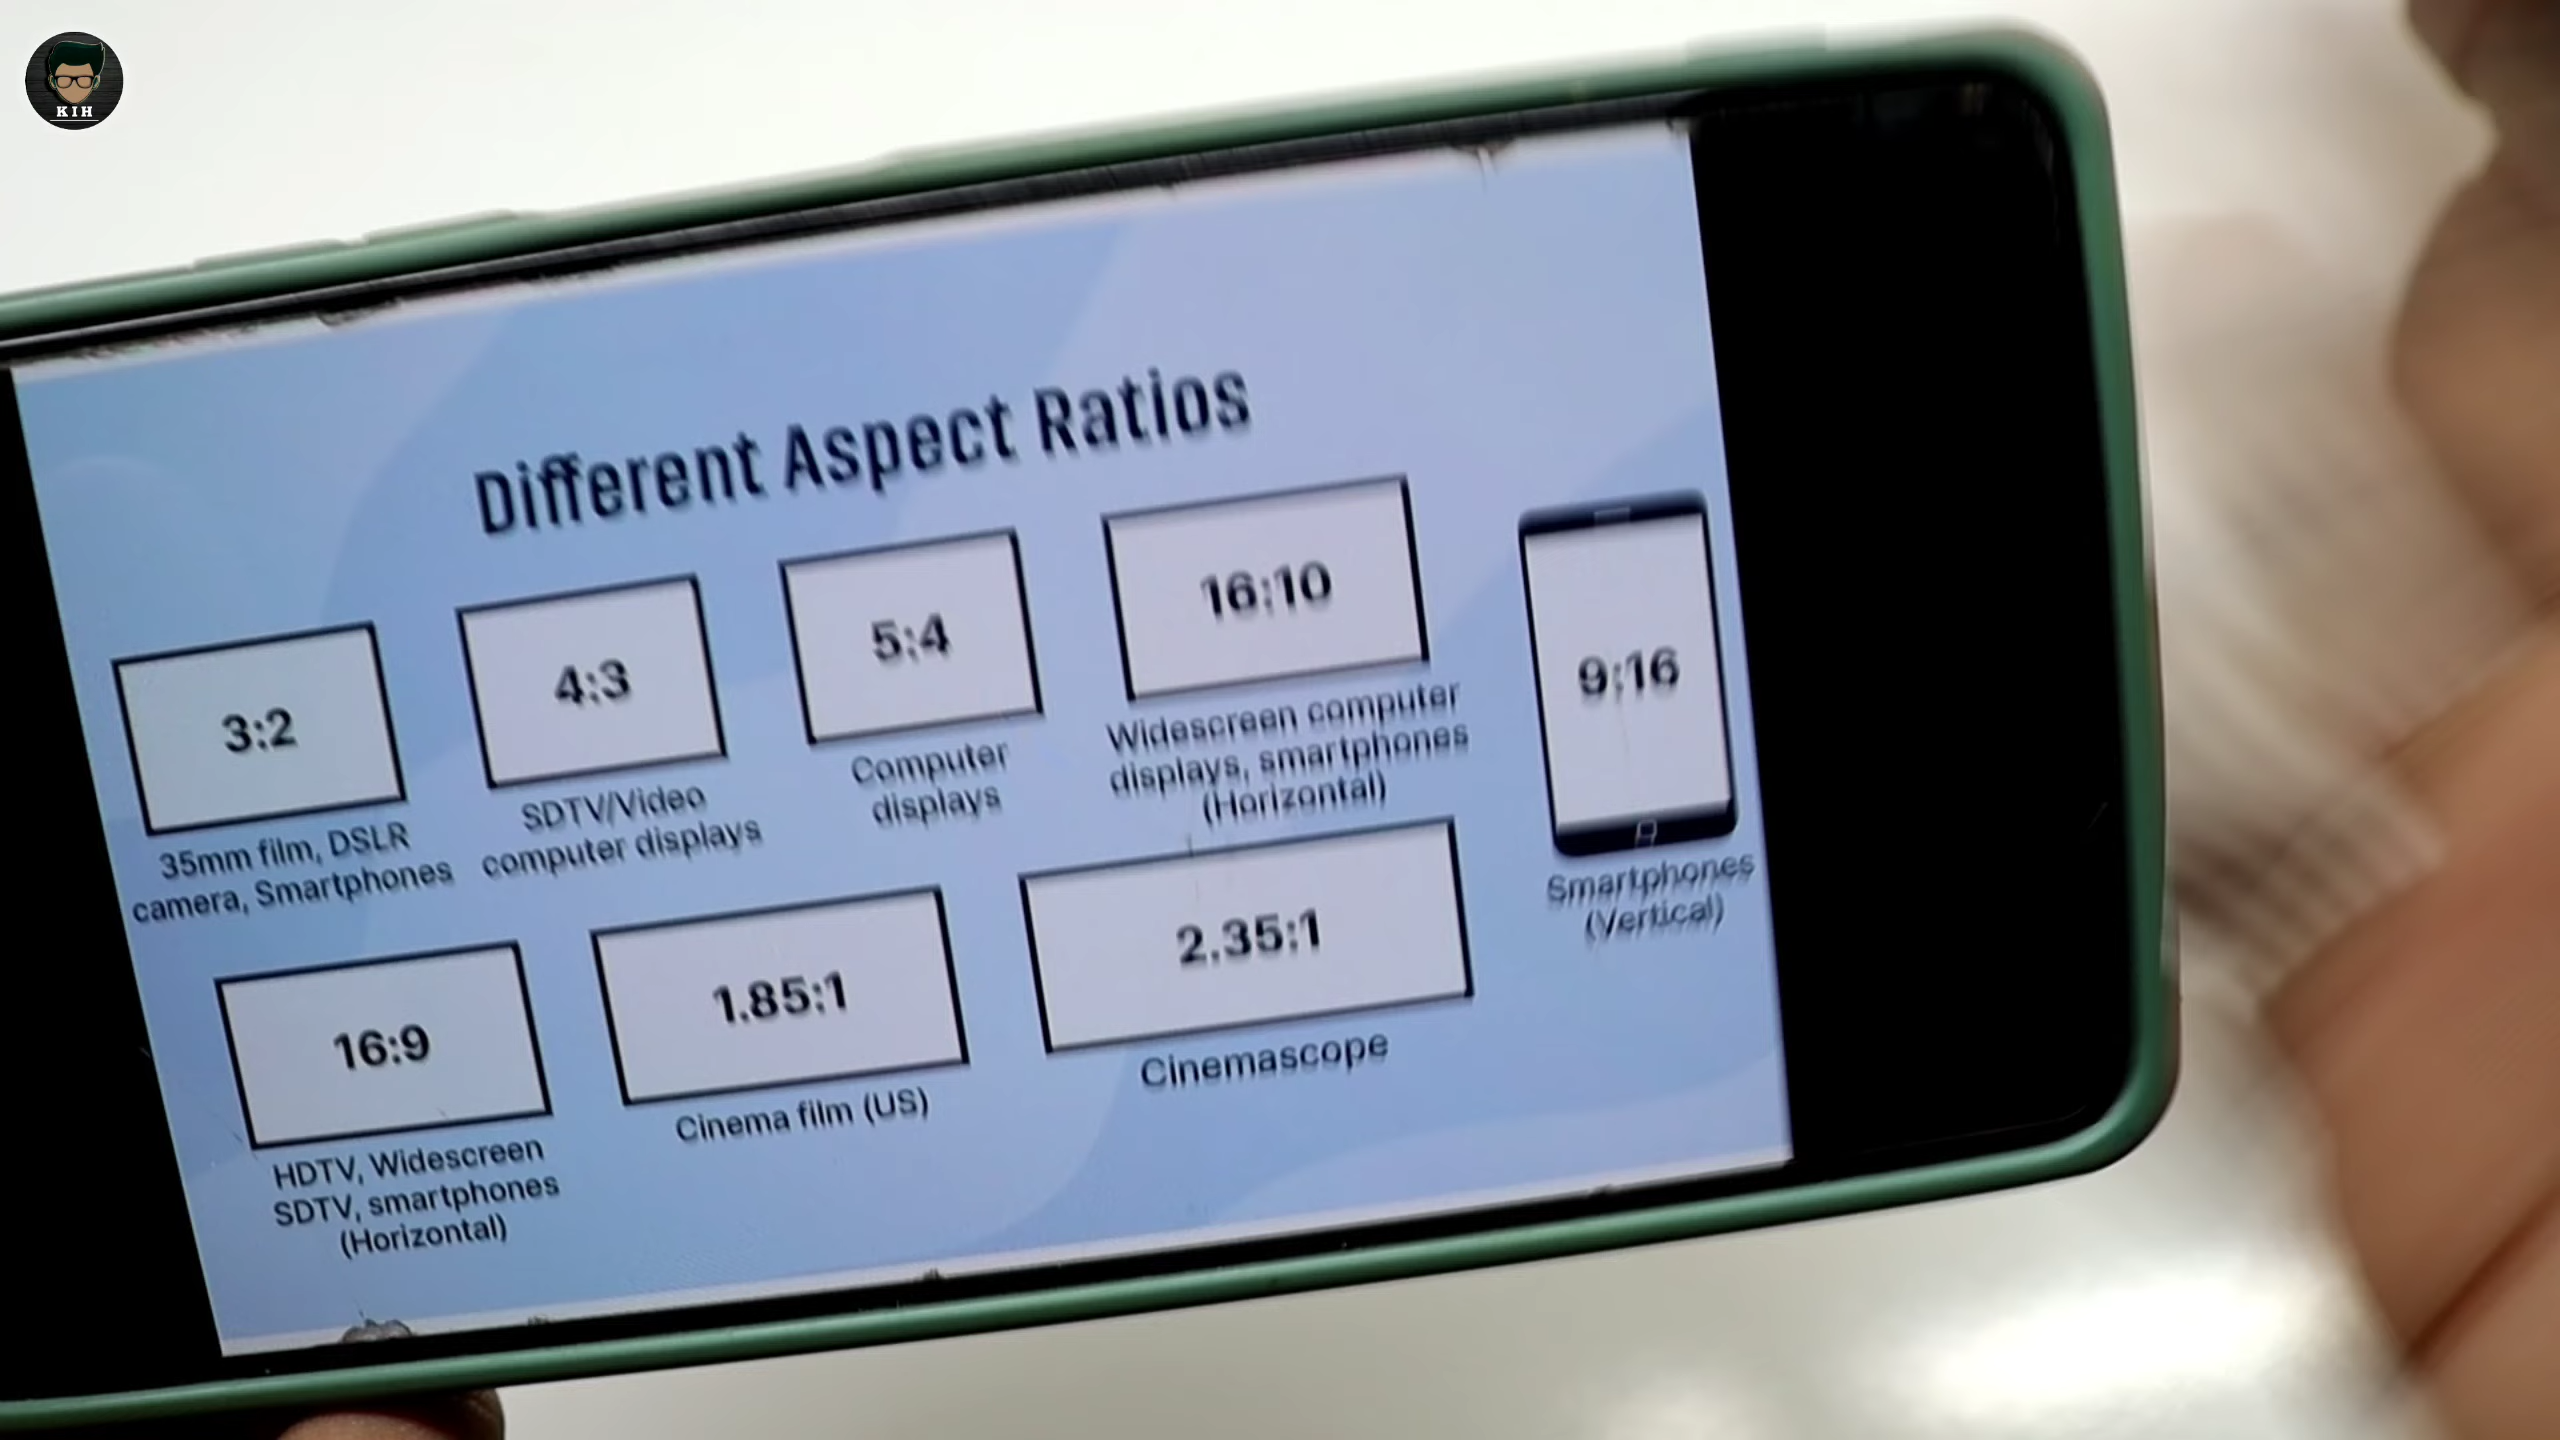 KIH
Different Aspect Ratios
3:2
35mm film, DSLR
camera, Smartphones
4:3
SDTV/Video
computer displays
5:4
Computer
displays
16:10
Widescreen computer
displays, smartphones
(Horizontal)
9:16
Smartphones
(Vertical)
16:9
HDTV, Widescreen
SDTV, smartphones
(Horizontal)
1.85:1
Cinema film (US)
2.35:1
Cinemascope